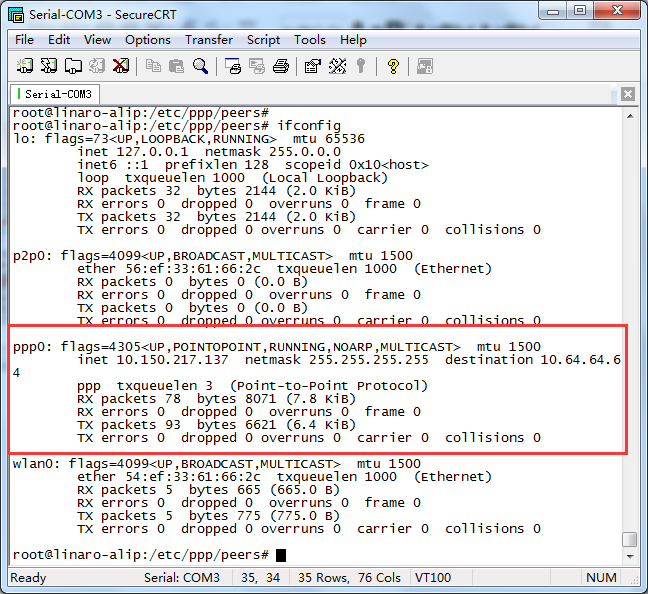 Serial-COM3 - SecureCRT
File Edit View Options Transfer Script Tools Help
Serial-COM3
root@linaro-alip:/etc/ppp/peers#
root@linaro-alip:/etc/ppp/peers# ifconfig
lo: flags=73<UP,LOOPBACK,RUNNING>  mtu 65536
        inet 127.0.0.1  netmask 255.0.0.0
        inet6 ::1  prefixlen 128  scopeid 0x10<host>
        loop  txqueuelen 1000  (Local Loopback)
        RX packets 32  bytes 2144 (2.0 KiB)
        RX errors 0  dropped 0  overruns 0  frame 0
        TX packets 32  bytes 2144 (2.0 KiB)
        TX errors 0  dropped 0 overruns 0  carrier 0  collisions 0
p2p0: flags=4099<UP,BROADCAST,MULTICAST>  mtu 1500
        ether 56:ef:33:61:66:2c  txqueuelen 1000  (Ethernet)
        RX packets 0  bytes 0 (0.0 B)
        RX errors 0  dropped 0  overruns 0  frame 0
        TX packets 0  bytes 0 (0.0 B)
        TX errors 0  dropped 0 overruns 0  carrier 0  collisions 0
ppp0: flags=4305<UP,POINTOPOINT,RUNNING,NOARP,MULTICAST>  mtu 1500
        inet 10.150.217.137  netmask 255.255.255.255  destination 10.64.64.6
4
        ppp  txqueuelen 3  (Point-to-Point Protocol)
        RX packets 78  bytes 8071 (7.8 KiB)
        RX errors 0  dropped 0  overruns 0  frame 0
        TX packets 93  bytes 6621 (6.4 KiB)
        TX errors 0  dropped 0 overruns 0  carrier 0  collisions 0
wlan0: flags=4099<UP,BROADCAST,MULTICAST>  mtu 1500
        ether 54:ef:33:61:66:2c  txqueuelen 1000  (Ethernet)
        RX packets 5  bytes 665 (665.0 B)
        RX errors 0  dropped 0  overruns 0  frame 0
        TX packets 5  bytes 775 (775.0 B)
        TX errors 0  dropped 0 overruns 0  carrier 0  collisions 0
root@linaro-alip:/etc/ppp/peers#
Ready Serial: COM3 35, 34 35 Rows, 76 Cols VT100 NUM